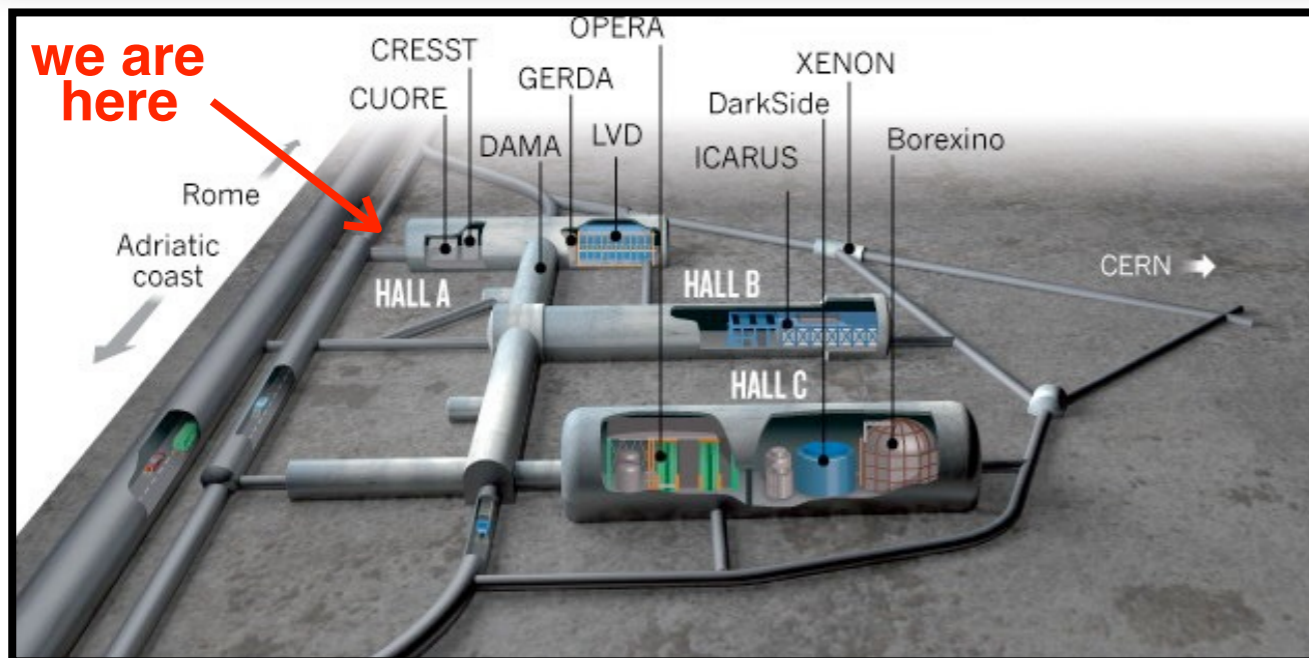 we are
here
CRESST
CUORE
OPERA
GERDA
DAMA
LVD
XENON
DarkSide
ICARUS
Borexino
Rome
Adriatic
coast
HALL A
HALL B
CERN
HALL C